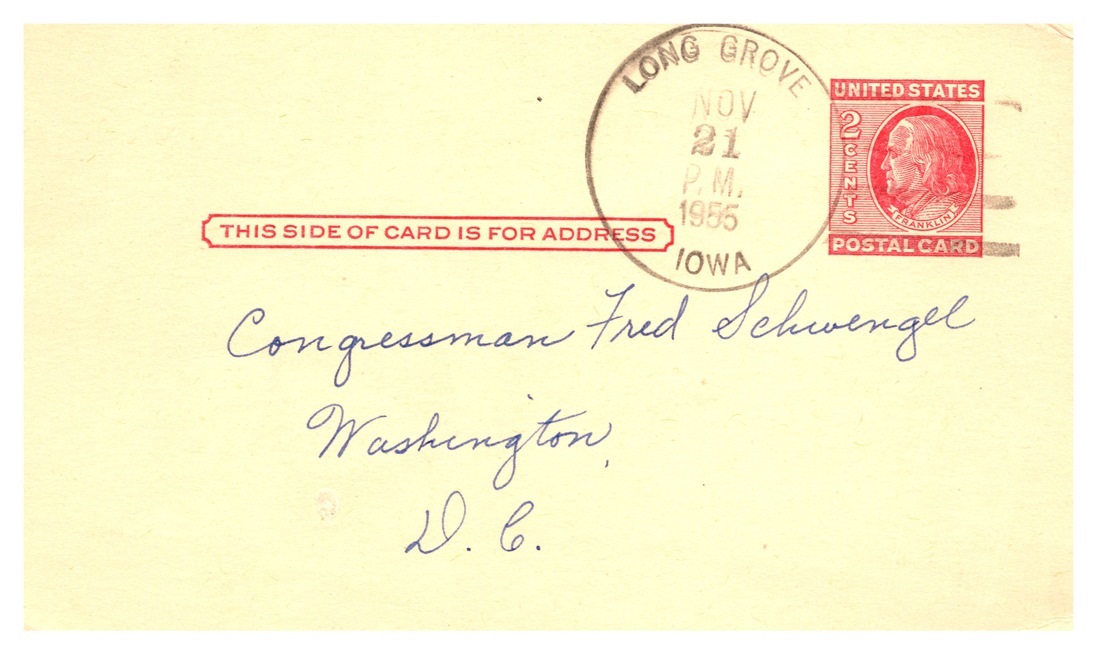 LONG GROVE
NOV
21
P.M.
1955
IOWA
UNITED STATES
2 CENTS
FRANKLIN
POSTAL CARD
THIS SIDE OF CARD IS FOR ADDRESS
Congressman Fred Schwengel
Washington,
D. C.